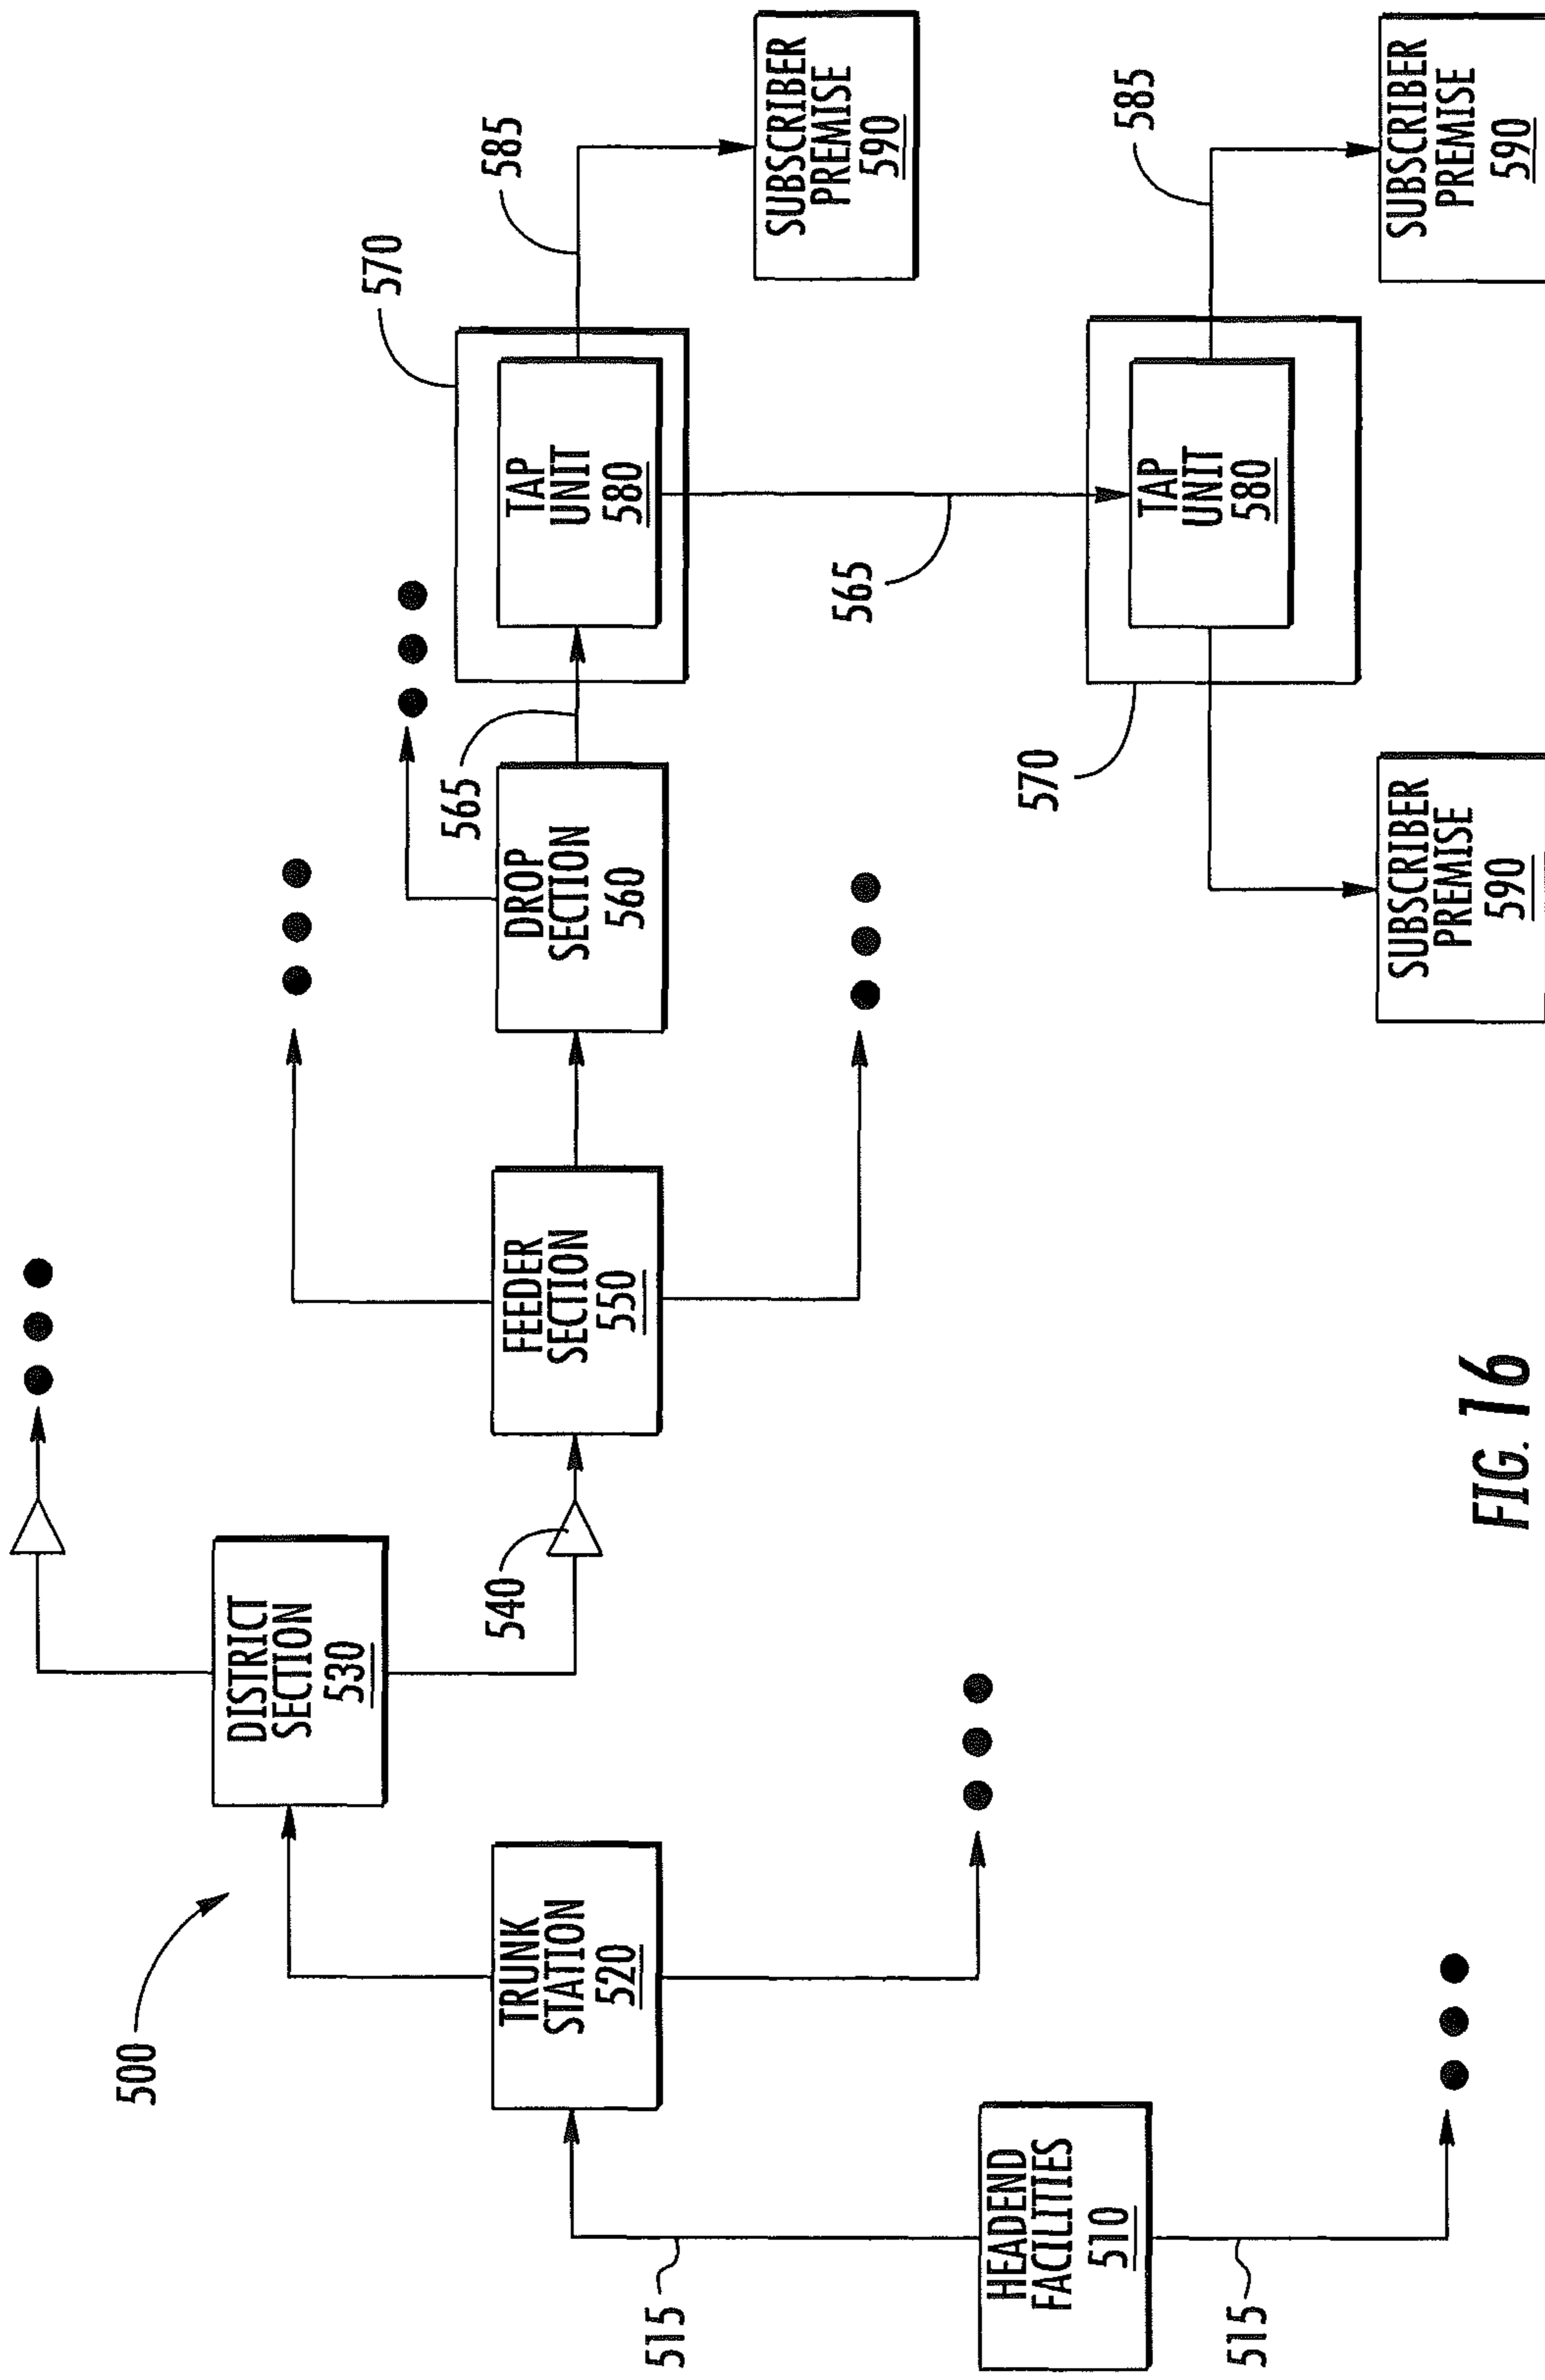 500
DISTRICT
SECTION
530
570
565
585
540
TRUNK
STATION
520
FEEDER
SECTION
550
DROP
SECTION
560
TAP
UNIT
580
515
SUBSCRIBER
PREMISE
590
565
HEADEND
FACILITIES
510
570
585
TAP
UNIT
580
515
SUBSCRIBER
PREMISE
590
SUBSCRIBER
PREMISE
590
FIG. 16